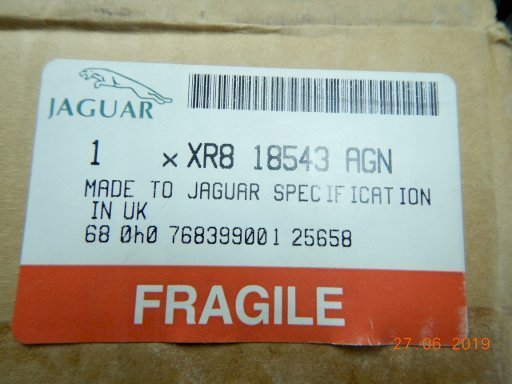 JAGUAR
1 x XR8 18543 AGN
MADE TO JAGUAR SPECIFICATION
IN UK
68 0h0 768399001 25658
FRAGILE
27 06 2019